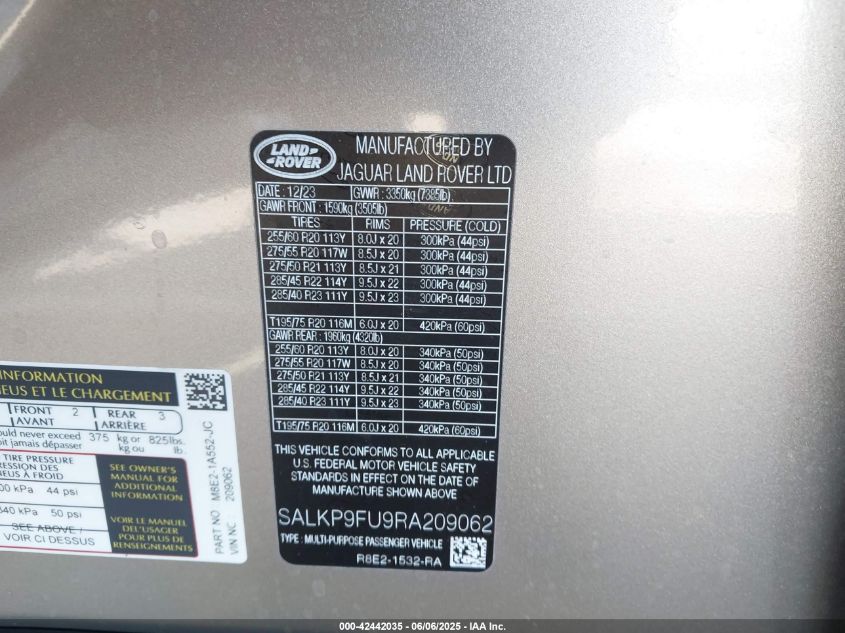 LAND-
ROVER
MANUFACTURED BY
JAGUAR LAND ROVER LTD
DATE : 12/23 GVWR : 3350kg (7385lb)
GAWR FRONT : 1590kg (3505lb)
TIRES RIMS PRESSURE (COLD)
255/60 R20 113Y 8.0J x 20 300kPa (44psi)
275/55 R20 117W 8.5J x 20 300kPa (44psi)
275/50 R21 113Y 8.5J x 21 300kPa (44psi)
285/45 R22 114Y 9.5J x 22 300kPa (44psi)
285/40 R23 111Y 9.5J x 23 300kPa (44psi)
T195/75 R20 116M 6.0J x 20 420kPa (60psi)
GAWR REAR : 1960kg (4320lb)
255/60 R20 113Y 8.0J x 20 340kPa (50psi)
275/55 R20 117W 8.5J x 20 340kPa (50psi)
275/50 R21 113Y 8.5J x 21 340kPa (50psi)
285/45 R22 114Y 9.5J x 22 340kPa (50psi)
285/40 R23 111Y 9.5J x 23 340kPa (50psi)
T195/75 R20 116M 6.0J x 20 420kPa (60psi)
THIS VEHICLE CONFORMS TO ALL APPLICABLE
U.S. FEDERAL MOTOR VEHICLE SAFETY
STANDARDS IN EFFECT ON THE DATE OF
MANUFACTURE SHOWN ABOVE
SALKP9FU9RA209062
TYPE : MULTI-PURPOSE PASSENGER VEHICLE
R8E2-1532-RA
INFORMATION
NEUS ET LE CHARGEMENT
FRONT 2 REAR 3
AVANT ARRIÈRE
ould never exceed 375 kg or 825 lbs.
oit jamais dépasser kg ou lb.
TIRE PRESSURE
RESSION DES
NEUS À FROID
00 kPa 44 psi
340 kPa 50 psi
SEE ABOVE /
VOIR CI DESSUS
SEE OWNER'S
MANUAL FOR
ADDITIONAL
INFORMATION
VOIR LE MANUEL
DE L'USAGER
POUR PLUS DE
RENSEIGNEMENTS
PART NO : M8E2-1A552-JC
VIN NC : 209062
000-42442035 - 06/06/2025 - IAA Inc.